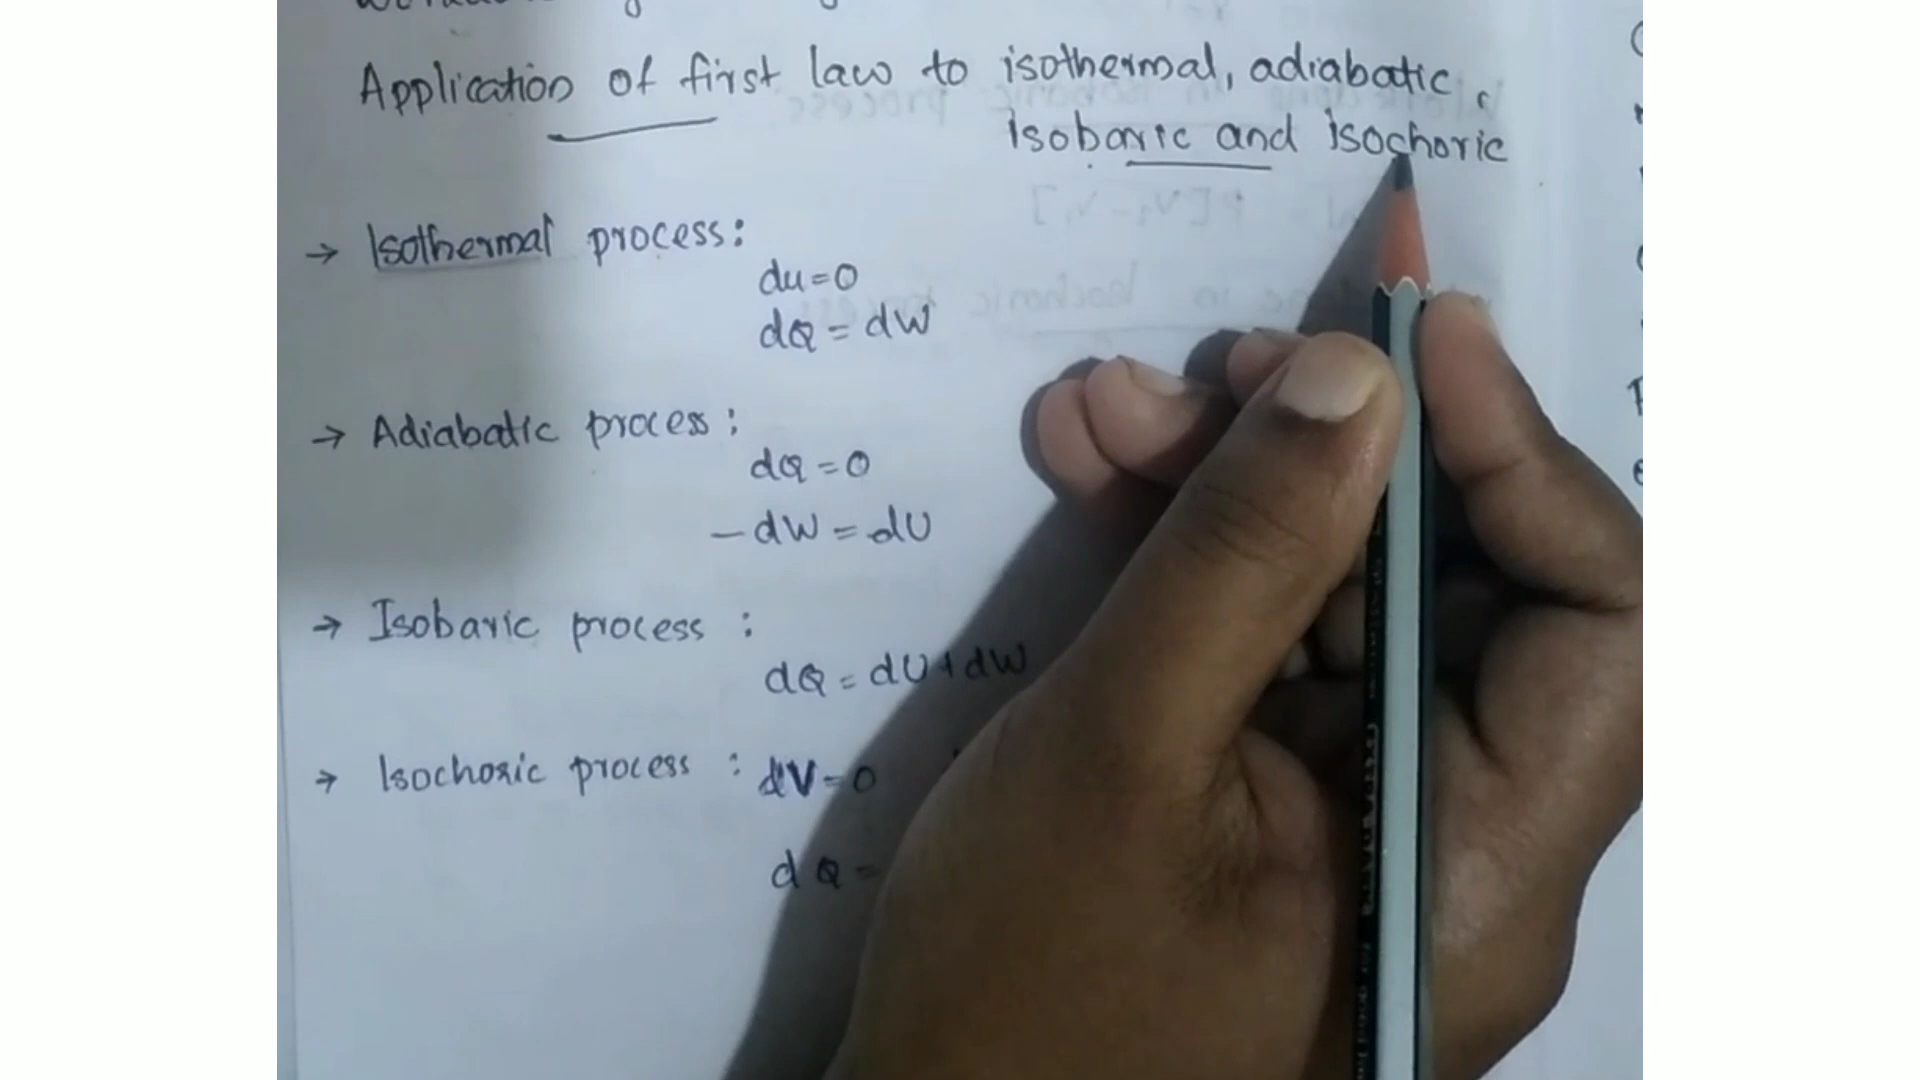 Application of first law to isothermal, adiabatic,
isobaric and isochoric
→ Isothermal process:
du=0
dQ = dW
→ Adiabatic process:
dQ = 0
-dW = dU
→ Isobaric process :
dQ = dU+dW
→ Isochoric process : dV=0
dQ=